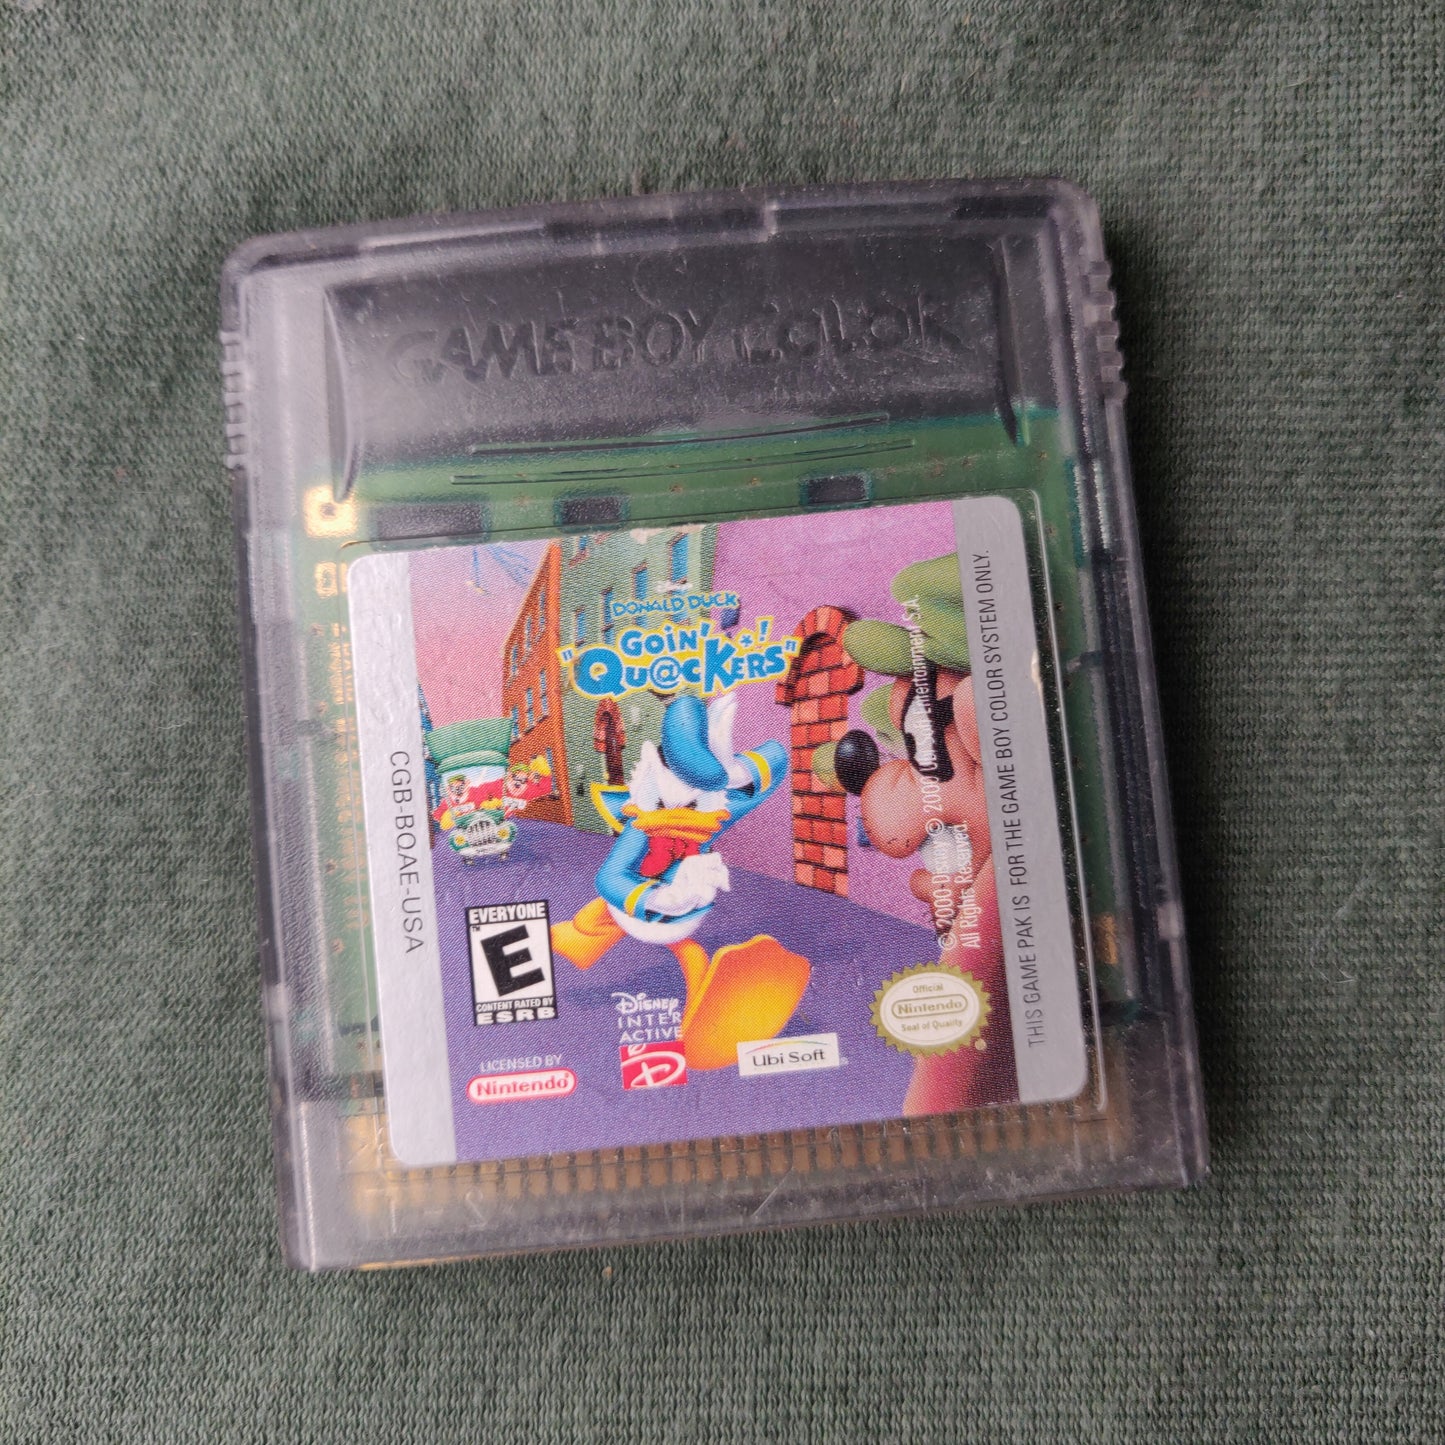 GAME BOY COLOR
Disney's
DONALD DUCK
GOIN' *!
"QU@CKERS"
CGB-BQAE-USA
EVERYONE
E
CONTENT RATED BY
ESRB
LICENSED BY
Nintendo
Disney
INTER
ACTIVE
D
Ubi Soft
Official
Nintendo
Seal of Quality
© 2000 Disney © 2000 Ubi Soft Entertainment S.A.
All Rights Reserved.
THIS GAME PAK IS FOR THE GAME BOY COLOR SYSTEM ONLY.